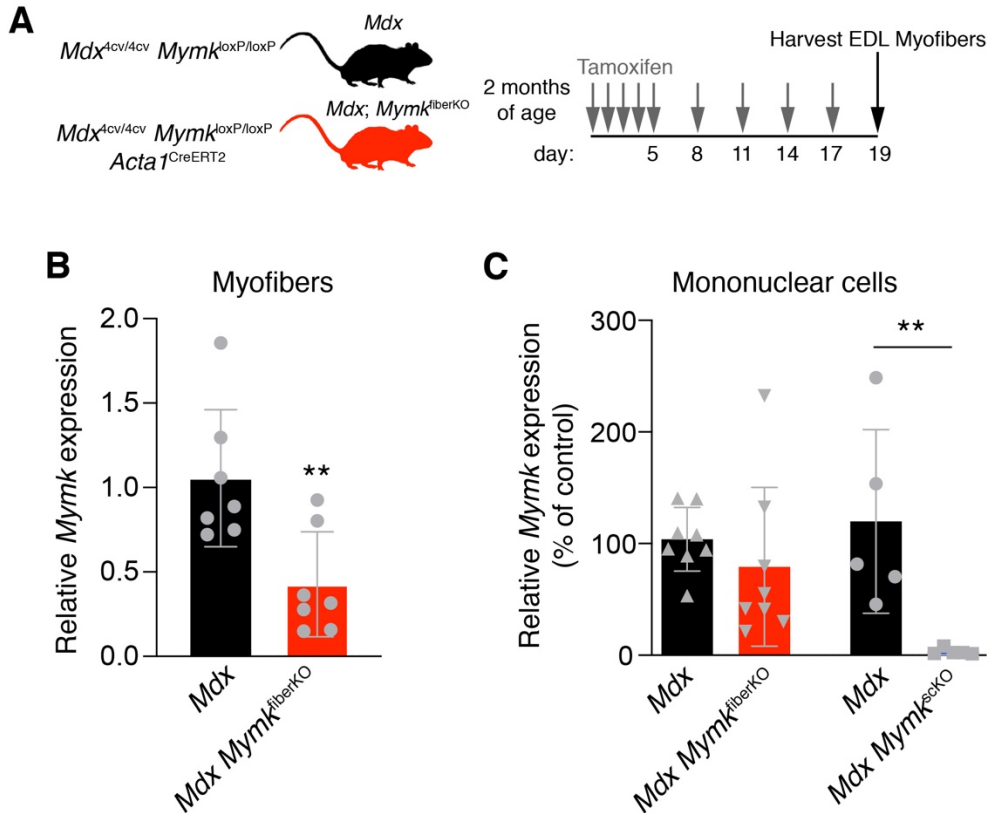 A
Mdx
Mdx4cv/4cv MymkloxP/loxP
Mdx; MymkfiberKO
Mdx4cv/4cv MymkloxP/loxP
Acta1CreERT2
Harvest EDL Myofibers
Tamoxifen
2 months
of age
day: 5 8 11 14 17 19
B
Myofibers
Relative Mymk expression
2.0
1.5
1.0
0.5
0.0
**
Mdx
Mdx MymkfiberKO
C
Mononuclear cells
Relative Mymk expression
(% of control)
300
200
100
0
**
Mdx
Mdx MymkfiberKO
Mdx
Mdx MymkscKO